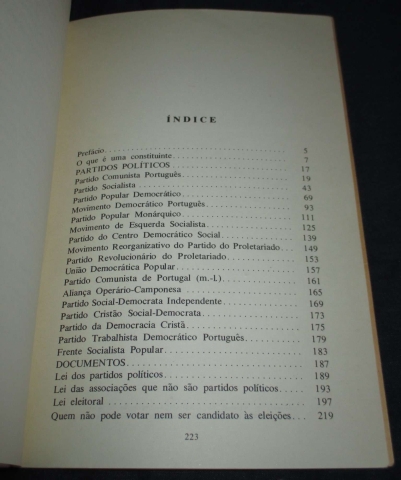 ÍNDICE
Prefácio 5
O que é uma constituinte 7
PARTIDOS POLÍTICOS 17
Partido Comunista Português 19
Partido Socialista 43
Partido Popular Democrático 69
Movimento Democrático Português 93
Partido Popular Monárquico 111
Movimento de Esquerda Socialista 125
Partido do Centro Democrático Social 139
Movimento Reorganizativo do Partido do Proletariado 149
Partido Revolucionário do Proletariado 153
União Democrática Popular 157
Partido Comunista de Portugal (m.-l.) 161
Aliança Operário-Camponesa 165
Partido Social-Democrata Independente 169
Partido Cristão Social-Democrata 173
Partido da Democracia Cristã 175
Partido Trabalhista Democrático Português 179
Frente Socialista Popular 183
DOCUMENTOS 187
Lei dos partidos políticos 189
Lei das associações que não são partidos políticos 193
Lei eleitoral 197
Quem não pode votar nem ser candidato às eleições 219
223